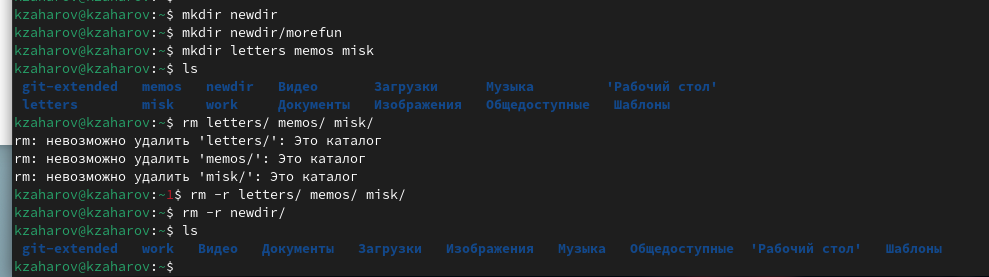 kzaharov@kzaharov:~$ mkdir newdir
kzaharov@kzaharov:~$ mkdir newdir/morefun
kzaharov@kzaharov:~$ mkdir letters memos misk
kzaharov@kzaharov:~$ ls
git-extended memos newdir Видео Загрузки Музыка 'Рабочий стол'
letters misk work Документы Изображения Общедоступные Шаблоны
kzaharov@kzaharov:~$ rm letters/ memos/ misk/
rm: невозможно удалить 'letters/': Это каталог
rm: невозможно удалить 'memos/': Это каталог
rm: невозможно удалить 'misk/': Это каталог
kzaharov@kzaharov:~1$ rm -r letters/ memos/ misk/
kzaharov@kzaharov:~$ rm -r newdir/
kzaharov@kzaharov:~$ ls
git-extended work Видео Документы Загрузки Изображения Музыка Общедоступные 'Рабочий стол' Шаблоны
kzaharov@kzaharov:~$